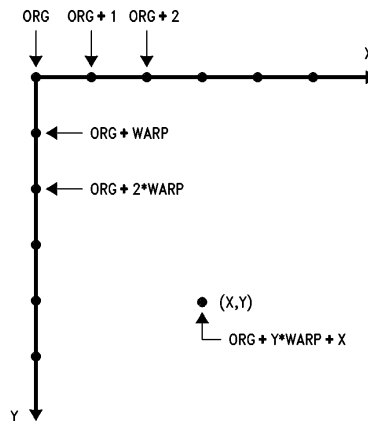 ORG ORG + 1 ORG + 2
X
ORG + WARP
ORG + 2*WARP
(X,Y)
ORG + Y*WARP + X
Y